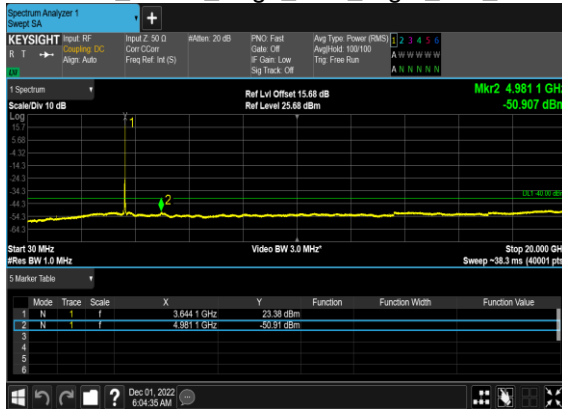 Spectrum Analyzer 1
Swept SA
+
KEYSIGHT Input: RF Input Z: 50 Ω #Atten: 20 dB PNO: Fast Avg Type: Power (RMS) 1 2 3 4 5 6
R T Coupling: DC Corr CCorr Gate: Off Avg|Hold: 100/100 A W W W W W
Align: Auto Freq Ref: Int (S) IF Gain: Low Trig: Free Run
Sig Track: Off A N N N N N
1 Spectrum
Ref Lvl Offset 15.68 dB Mkr2 4.981 1 GHz
Scale/Div 10 dB Ref Level 25.68 dBm -50.907 dBm
Log
15.7
5.68
-4.32
-14.3
-24.3
-34.3
-44.3
-54.3
-64.3
1
2
Start 30 MHz Video BW 3.0 MHz* Stop 20.000 GHz
#Res BW 1.0 MHz Sweep ~38.3 ms (40001 pts)
5 Marker Table
Mode Trace Scale X Y Function Function Width Function Value
1 N 1 f 3.644 1 GHz 23.38 dBm
2 N 1 f 4.981 1 GHz -50.91 dBm
3
4
5
6
? Dec 01, 2022
6:04:35 AM